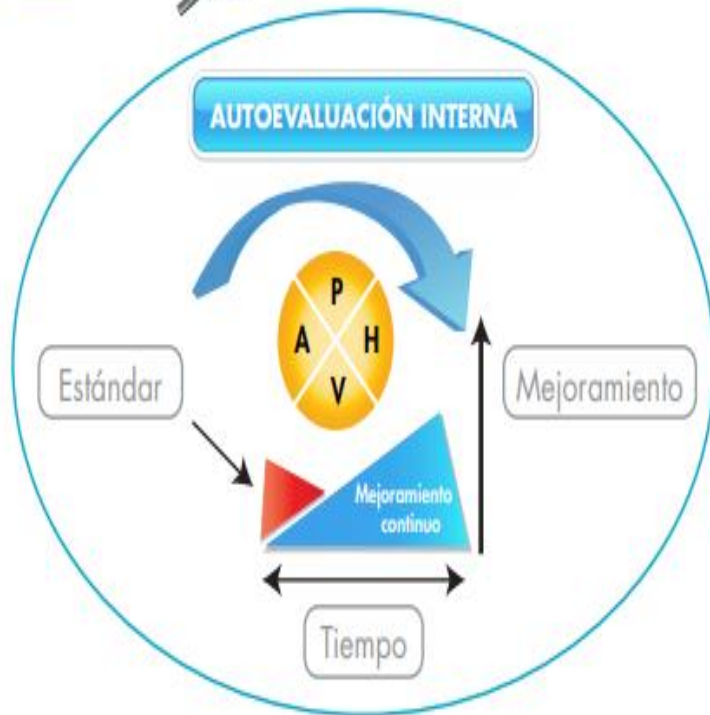 AUTOEVALUACIÓN INTERNA
P
A H
V
Estándar
Mejoramiento
Mejoramiento
continuo
Tiempo